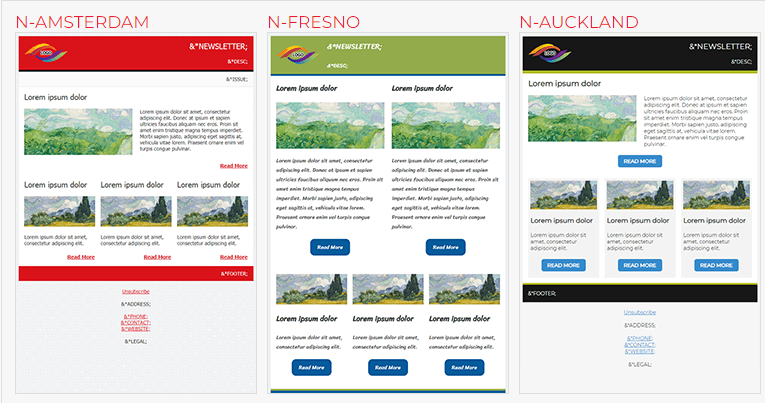 N-AMSTERDAM
LOGO
&*NEWSLETTER;
&*DESC;
&*ISSUE;
Lorem ipsum dolor
Lorem ipsum dolor sit amet, consectetur
adipiscing elit. Donec at ipsum et sapien
ultricies faucibus aliquam nec eros. Proin sit
amet enim tristique magna tempus imperdiet.
Morbi sapien justo, adipiscing eget sagittis at,
vehicula vitae lorem. Praesent ornare enim vel
turpis congue pulvinar.
Read More
Lorem ipsum dolor
Lorem ipsum dolor sit amet,
consectetur adipiscing elit.
Read More
Lorem ipsum dolor
Lorem ipsum dolor sit amet,
consectetur adipiscing elit.
Read More
Lorem ipsum dolor
Lorem ipsum dolor sit amet,
consectetur adipiscing elit.
Read More
&*FOOTER;
Unsubscribe
&*ADDRESS;
&*PHONE;
&*CONTACT;
&*WEBSITE;
&*LEGAL;
N-FRESNO
LOGO
&*NEWSLETTER;
&*DESC;
Lorem ipsum dolor
Lorem ipsum dolor sit amet, consectetur
adipiscing elit. Donec at ipsum et sapien
ultricies faucibus aliquam nec eros. Proin sit
amet enim tristique magna tempus
imperdiet. Morbi sapien justo, adipiscing
eget sagittis at, vehicula vitae lorem.
Praesent ornare enim vel turpis congue
pulvinar.
Read More
Lorem ipsum dolor
Lorem ipsum dolor sit amet, consectetur
adipiscing elit. Donec at ipsum et sapien
ultricies faucibus aliquam nec eros. Proin sit
amet enim tristique magna tempus
imperdiet. Morbi sapien justo, adipiscing
eget sagittis at, vehicula vitae lorem.
Praesent ornare enim vel turpis congue
pulvinar.
Read More
Lorem ipsum dolor
Lorem ipsum dolor sit amet,
consectetur adipiscing elit.
Read More
Lorem ipsum dolor
Lorem ipsum dolor sit amet,
consectetur adipiscing elit.
Read More
Lorem ipsum dolor
Lorem ipsum dolor sit amet,
consectetur adipiscing elit.
Read More
N-AUCKLAND
LOGO
&*NEWSLETTER;
&*DESC;
Lorem ipsum dolor
Lorem ipsum dolor sit amet, consectetur
adipiscing elit. Donec at ipsum et sapien
ultricies faucibus aliquam nec eros. Proin
sit amet enim tristique magna tempus
imperdiet. Morbi sapien justo, adipiscing
eget sagittis at, vehicula vitae lorem.
Praesent ornare enim vel turpis congue
pulvinar.
READ MORE
Lorem ipsum dolor
Lorem ipsum dolor sit
amet, consectetur
adipiscing elit.
READ MORE
Lorem ipsum dolor
Lorem ipsum dolor sit
amet, consectetur
adipiscing elit.
READ MORE
Lorem ipsum dolor
Lorem ipsum dolor sit
amet, consectetur
adipiscing elit.
READ MORE
&*FOOTER;
Unsubscribe
&*ADDRESS;
&*PHONE;
&*CONTACT;
&*WEBSITE;
&*LEGAL;